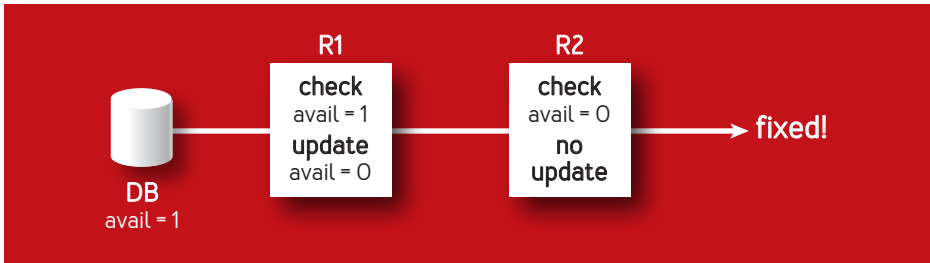 R1
check
avail = 1
update
avail = 0
R2
check
avail = 0
no
update
fixed!
DB
avail = 1